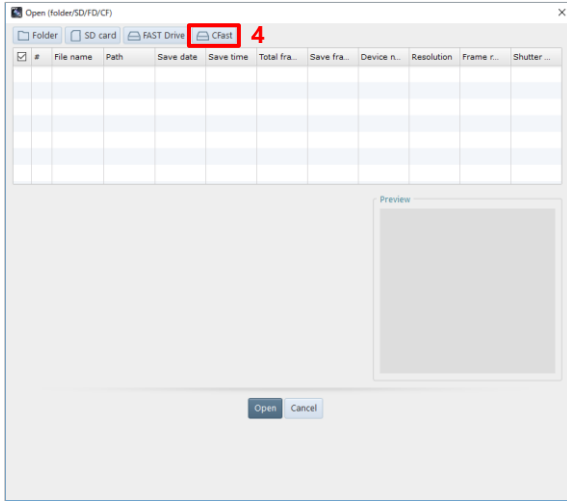 Open (folder/SD/FD/CF)
Folder SD card FAST Drive CFast 4
# File name Path Save date Save time Total fra... Save fra... Device n... Resolution Frame r... Shutter ...
Preview
Open Cancel